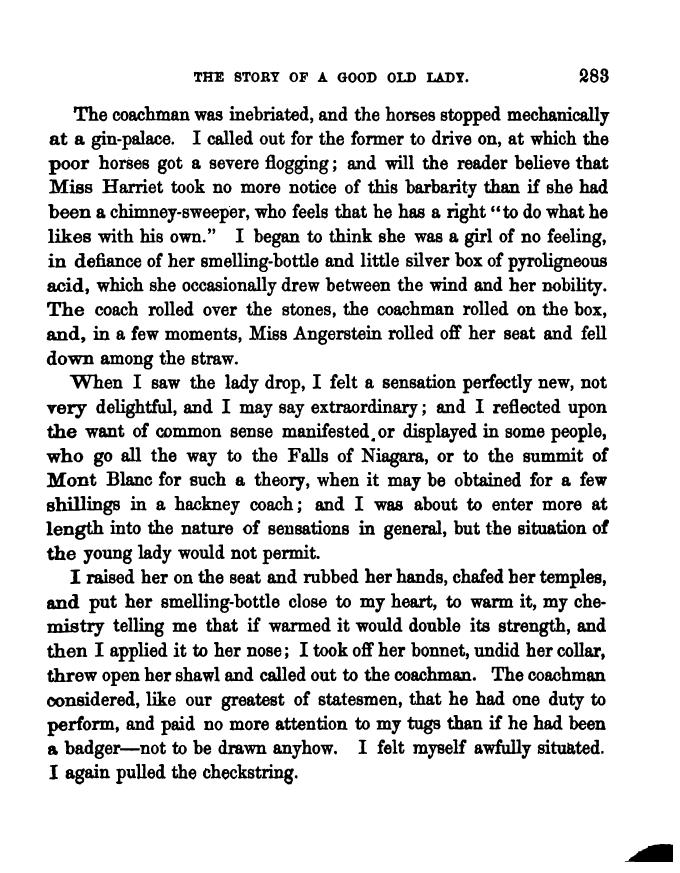 THE STORY OF A GOOD OLD LADY. 283
The coachman was inebriated, and the horses stopped mechanically
at a gin-palace. I called out for the former to drive on, at which the
poor horses got a severe flogging; and will the reader believe that
Miss Harriet took no more notice of this barbarity than if she had
been a chimney-sweeper, who feels that he has a right "to do what he
likes with his own." I began to think she was a girl of no feeling,
in defiance of her smelling-bottle and little silver box of pyroligneous
acid, which she occasionally drew between the wind and her nobility.
The coach rolled over the stones, the coachman rolled on the box,
and, in a few moments, Miss Angerstein rolled off her seat and fell
down among the straw.
When I saw the lady drop, I felt a sensation perfectly new, not
very delightful, and I may say extraordinary; and I reflected upon
the want of common sense manifested or displayed in some people,
who go all the way to the Falls of Niagara, or to the summit of
Mont Blanc for such a theory, when it may be obtained for a few
shillings in a hackney coach; and I was about to enter more at
length into the nature of sensations in general, but the situation of
the young lady would not permit.
I raised her on the seat and rubbed her hands, chafed her temples,
and put her smelling-bottle close to my heart, to warm it, my che-
mistry telling me that if warmed it would double its strength, and
then I applied it to her nose; I took off her bonnet, undid her collar,
threw open her shawl and called out to the coachman. The coachman
considered, like our greatest of statesmen, that he had one duty to
perform, and paid no more attention to my tugs than if he had been
a badger—not to be drawn anyhow. I felt myself awfully situated.
I again pulled the checkstring.